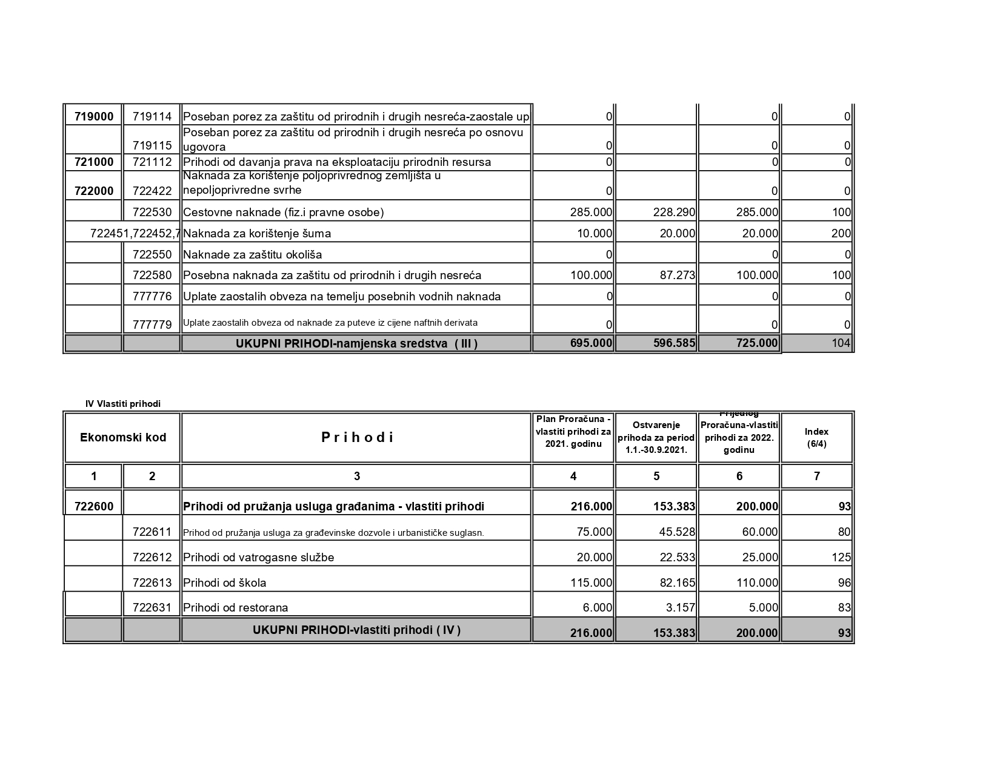 719000 719114 Poseban porez za zaštitu od prirodnih i drugih nesreća-zaostale up 0 0 0
Poseban porez za zaštitu od prirodnih i drugih nesreća po osnovu
719115 ugovora 0 0 0
721000 721112 Prihodi od davanja prava na eksploataciju prirodnih resursa 0 0 0
Naknada za korištenje poljoprivrednog zemljišta u
722000 722422 nepoljoprivredne svrhe 0 0 0
722530 Cestovne naknade (fiz.i pravne osobe) 285.000 228.290 285.000 100
722451,722452,7 Naknada za korištenje šuma 10.000 20.000 20.000 200
722550 Naknade za zaštitu okoliša 0 0 0
722580 Posebna naknada za zaštitu od prirodnih i drugih nesreća 100.000 87.273 100.000 100
777776 Uplate zaostalih obveza na temelju posebnih vodnih naknada 0 0 0
777779 Uplate zaostalih obveza od naknade za puteve iz cijene naftnih derivata 0 0 0
UKUPNI PRIHODI-namjenska sredstva ( III ) 695.000 596.585 725.000 104
IV Vlastiti prihodi
Ekonomski kod
P r i h o d i
Plan Proračuna -
vlastiti prihodi za
2021. godinu
Ostvarenje
prihoda za period
1.1.-30.9.2021.
Prijedlog
Proračuna-vlastiti
prihodi za 2022.
godinu
Index
(6/4)
1 2 3 4 5 6 7
722600 Prihodi od pružanja usluga građanima - vlastiti prihodi 216.000 153.383 200.000 93
722611 Prihod od pružanja usluga za građevinske dozvole i urbanističke suglasn. 75.000 45.528 60.000 80
722612 Prihodi od vatrogasne službe 20.000 22.533 25.000 125
722613 Prihodi od škola 115.000 82.165 110.000 96
722631 Prihodi od restorana 6.000 3.157 5.000 83
UKUPNI PRIHODI-vlastiti prihodi ( IV ) 216.000 153.383 200.000 93